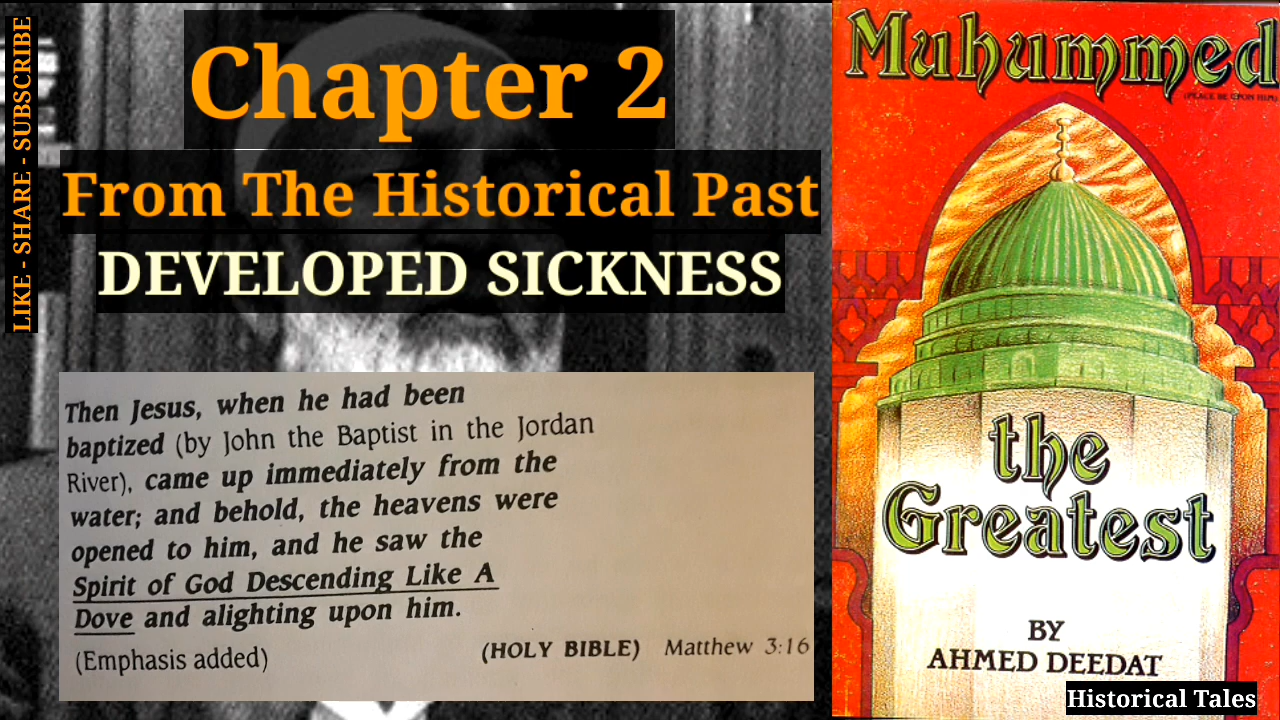 LIKE - SHARE - SUBSCRIBE
Chapter 2
From The Historical Past
DEVELOPED SICKNESS
Then Jesus, when he had been
baptized (by John the Baptist in the Jordan
River), came up immediately from the
water; and behold, the heavens were
opened to him, and he saw the
Spirit of God Descending Like A
Dove and alighting upon him.
(Emphasis added)
(HOLY BIBLE) Matthew 3:16
Muhummed
(PEACE BE UPON HIM)
the
Greatest
BY
AHMED DEEDAT
Historical Tales